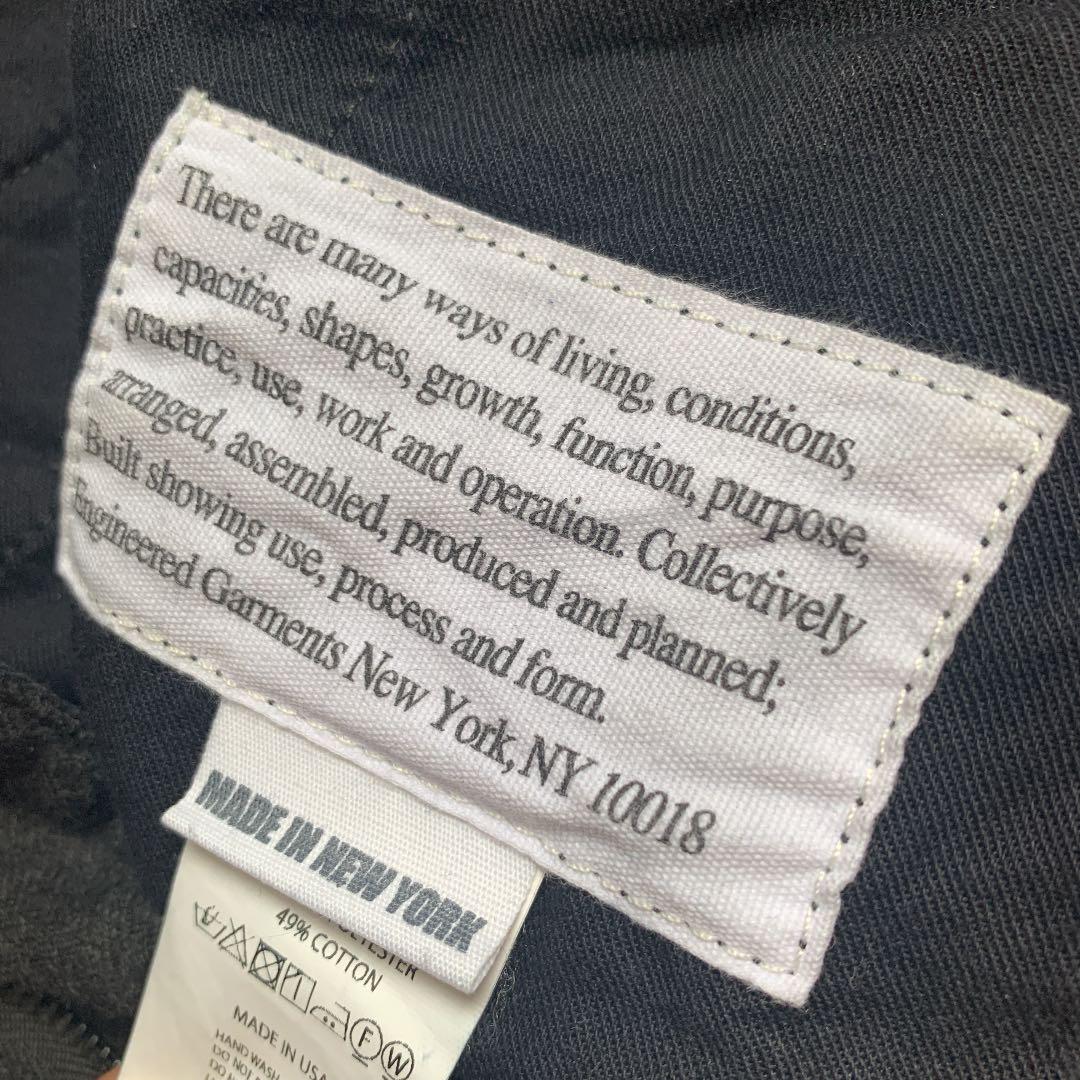 There are many ways of living, conditions,
capacities, shapes, growth, function, purpose,
practice, use, work and operation. Collectively
arranged, assembled, produced and planned;
Built showing use, process and form.
Engineered Garments New York, NY 10018
MADE IN NEW YORK
49% COTTON
F W
MADE IN USA
HAND WASH
DO NOT